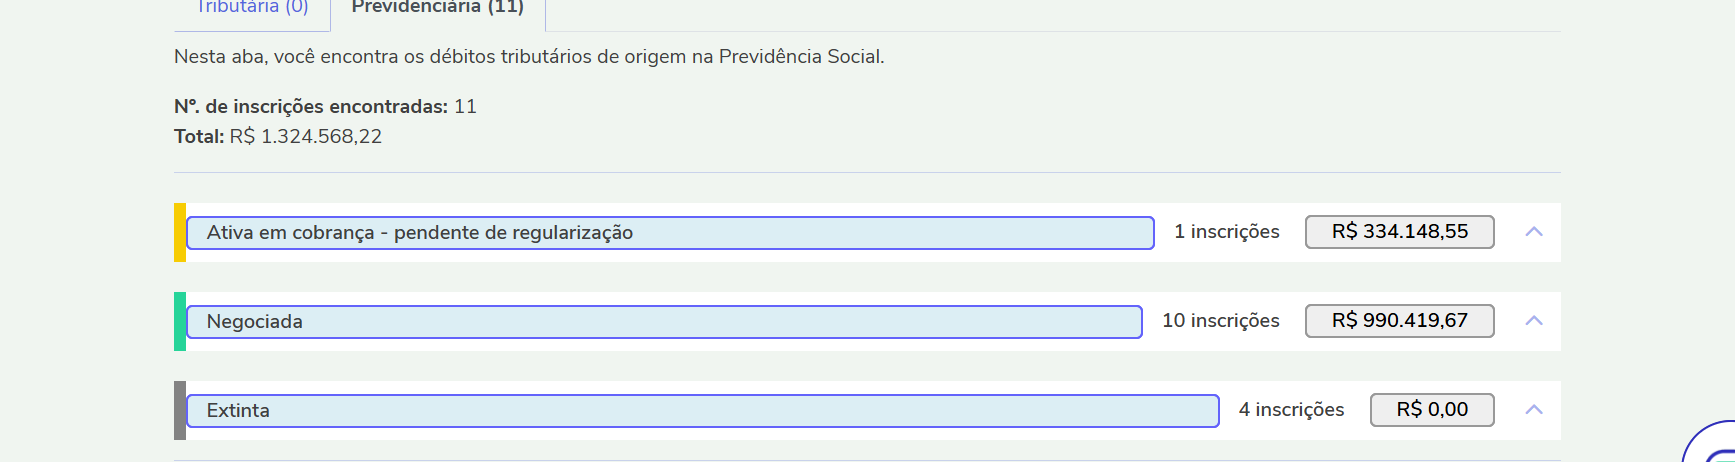 Tributária (0) Previdenciária (11)
Nesta aba, você encontra os débitos tributários de origem na Previdência Social.
Nº. de inscrições encontradas: 11
Total: R$ 1.324.568,22
Ativa em cobrança - pendente de regularização 1 inscrições R$ 334.148,55
Negociada 10 inscrições R$ 990.419,67
Extinta 4 inscrições R$ 0,00